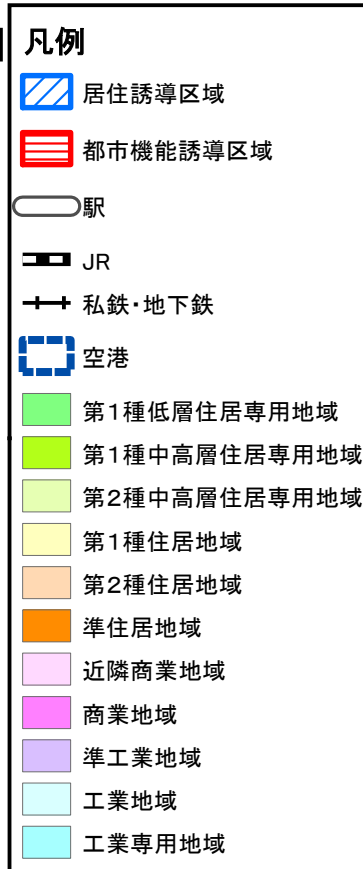 凡例
居住誘導区域
都市機能誘導区域
駅
JR
私鉄・地下鉄
空港
第1種低層住居専用地域
第1種中高層住居専用地域
第2種中高層住居専用地域
第1種住居地域
第2種住居地域
準住居地域
近隣商業地域
商業地域
準工業地域
工業地域
工業専用地域